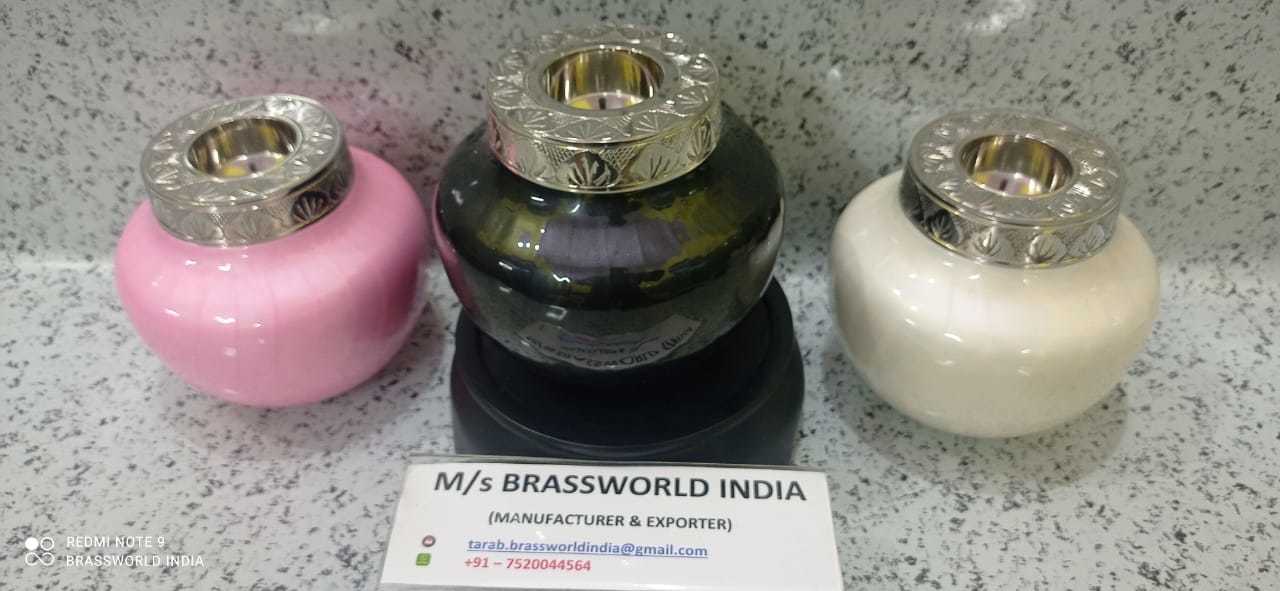 M/s BRASSWORLD INDIA
(MANUFACTURER & EXPORTER)
tarab.brassworldindia@gmail.com
+91 – 7520044564
REDMI NOTE 9
BRASSWORLD INDIA